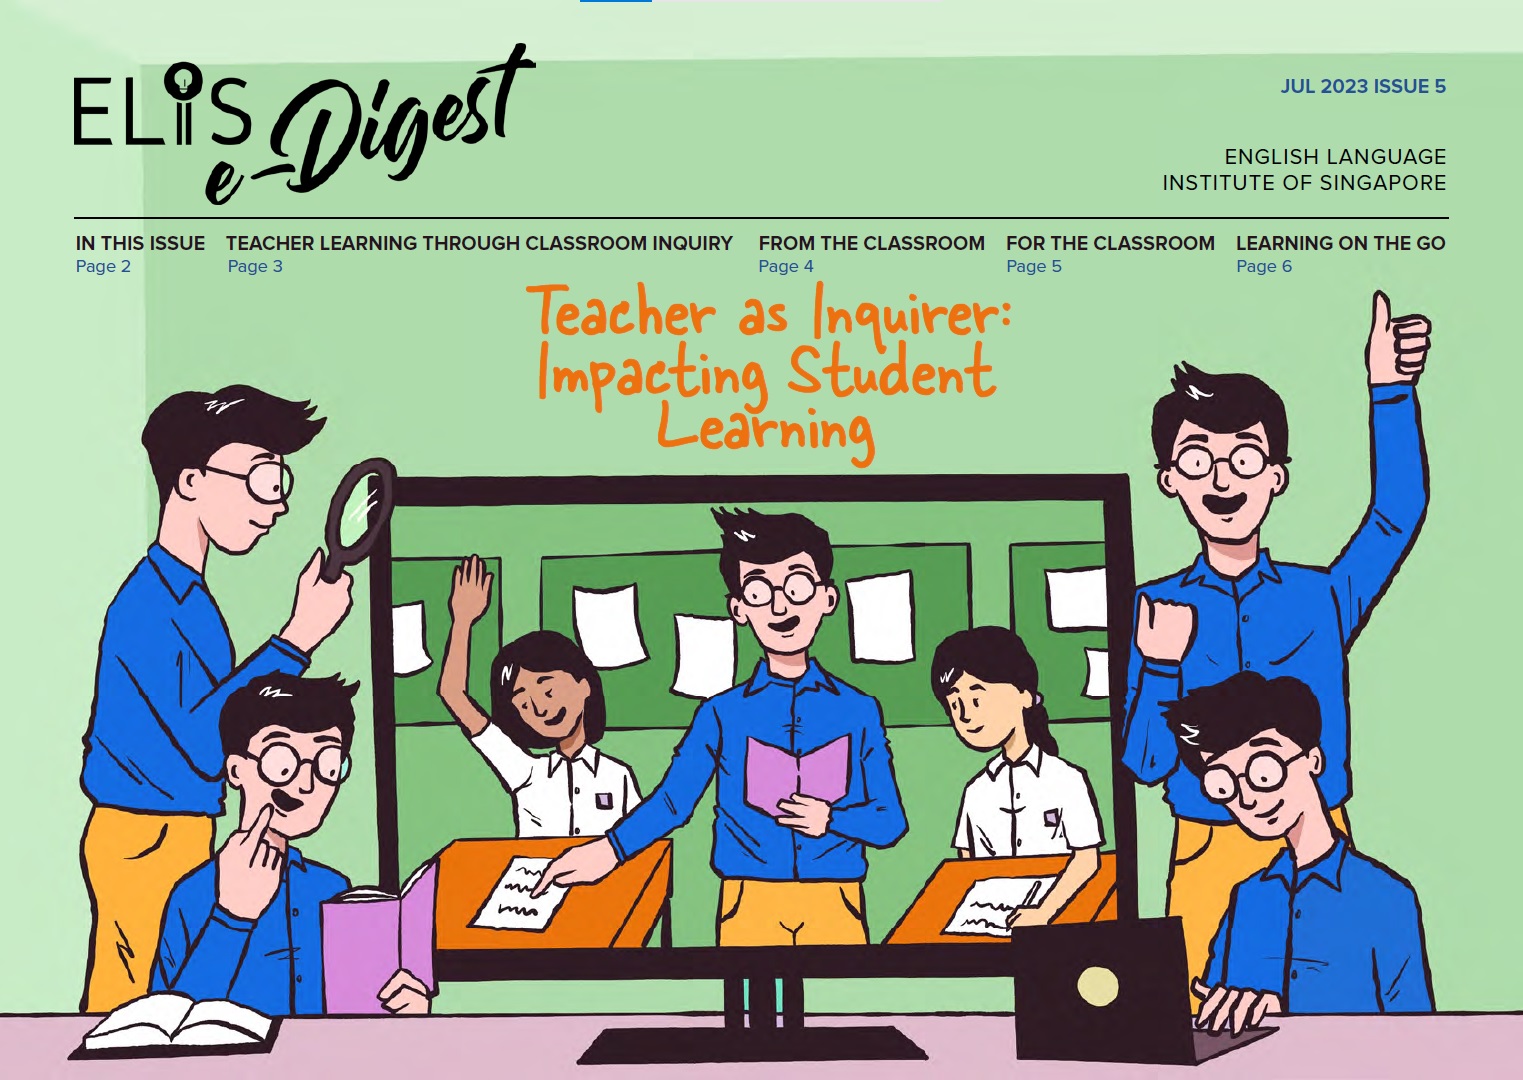 ELiS
e-Digest
JUL 2023 ISSUE 5
ENGLISH LANGUAGE
INSTITUTE OF SINGAPORE
IN THIS ISSUE
Page 2
TEACHER LEARNING THROUGH CLASSROOM INQUIRY
Page 3
FROM THE CLASSROOM
Page 4
FOR THE CLASSROOM
Page 5
LEARNING ON THE GO
Page 6
Teacher as Inquirer:
Impacting Student
Learning